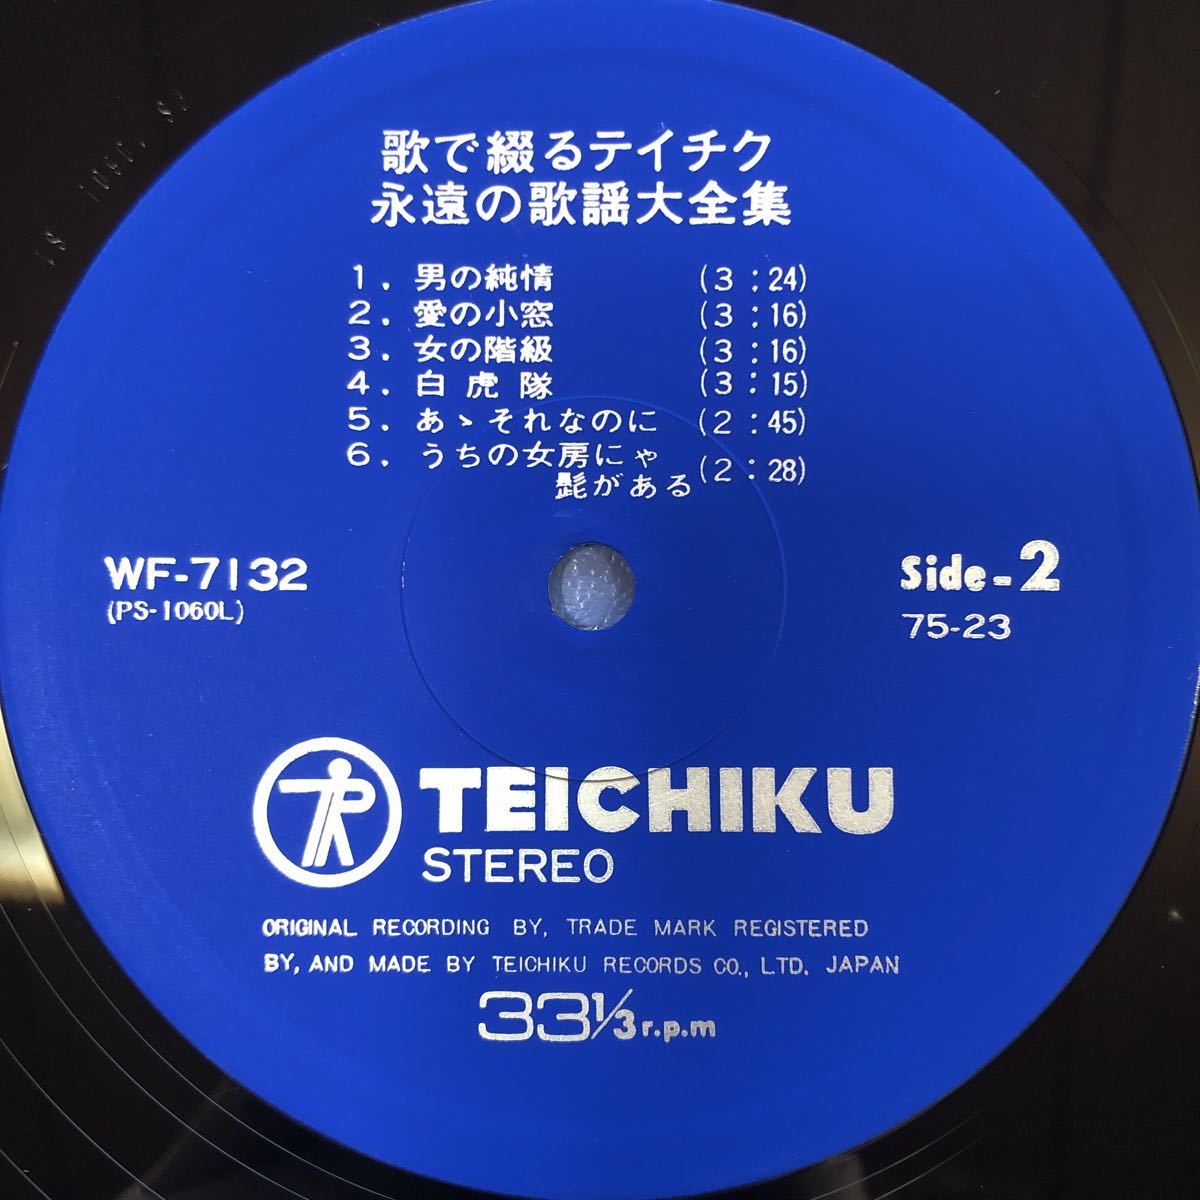 歌で綴るテイチク
永遠の歌謡大全集
1. 男の純情 (3:24)
2. 愛の小窓 (3:16)
3. 女の階級 (3:16)
4. 白虎隊 (3:15)
5. あゝそれなのに (2:45)
6. うちの女房にゃ
髭がある (2:28)
WF-7132
(PS-1060L)
Side-2
75-23
TEICHIKU
STEREO
ORIGINAL RECORDING BY, TRADE MARK REGISTERED
BY, AND MADE BY TEICHIKU RECORDS CO., LTD. JAPAN
33 1/3 r.p.m